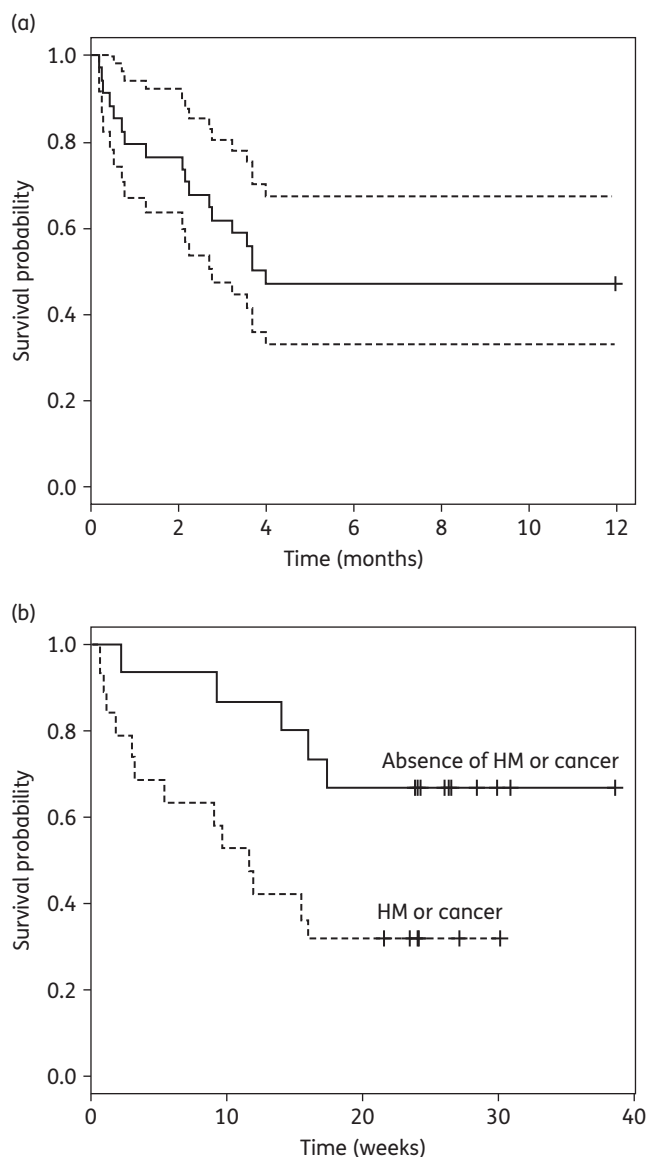 (a)
1.0
0.8
0.6
0.4
0.2
0.0
Survival probability
0 2 4 6 8 10 12
Time (months)
(b)
1.0
0.8
0.6
0.4
0.2
0.0
Survival probability
Absence of HM or cancer
HM or cancer
0 10 20 30 40
Time (weeks)